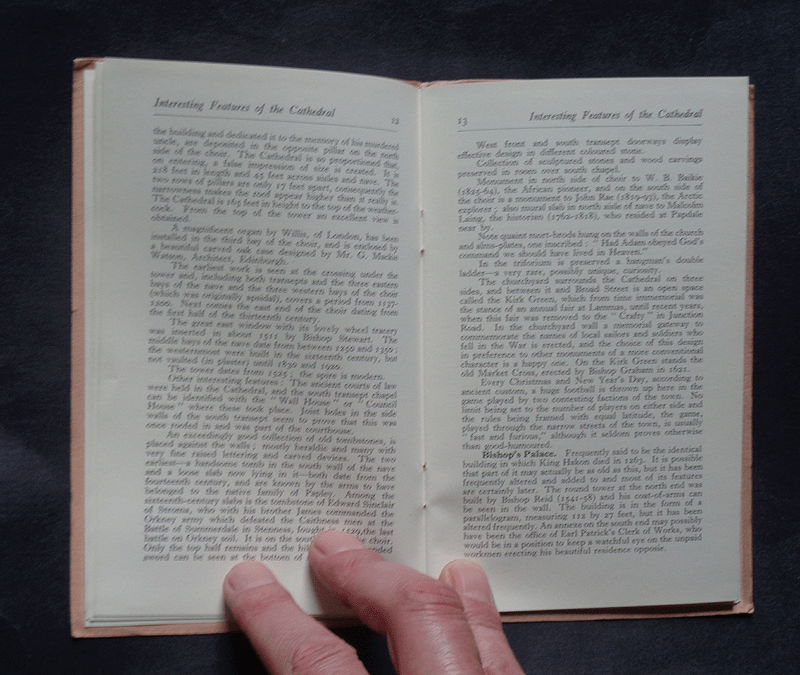 Interesting Features of the Cathedral
12
the building and dedicated it to the memory of his murdered
uncle, are deposited in the opposite pillar on the north
side of the choir. The Cathedral is so proportioned that,
on entering, a false impression of size is created. It is
218 feet in length and 45 feet across aisles and nave. The
two rows of pillars are only 17 feet apart, consequently the
narrowness makes the roof appear higher than it really is.
The Cathedral is 165 feet in height to the top of the weather-
cock. From the top of the tower an excellent view is
obtained.
A magnificent organ by Willis, of London, has been
installed in the third bay of the choir, and is enclosed by
a beautiful carved oak case designed by Mr. G. Mackie
Watson, Architect, Edinburgh.
The earliest work is seen at the crossing under the
tower and, including both transepts and the three eastern
bays of the nave and the three western bays of the choir
(which was originally apsidal), covers a period from 1137-
1200. Next comes the east end of the choir dating from
the first half of the thirteenth century.
The great east window with its lovely wheel tracery
was inserted in about 1511 by Bishop Stewart. The
middle bays of the nave date from between 1250 and 1350;
the westernmost were built in the sixteenth century, but
not vaulted (in plaster) until 1830 and 1920.
The tower dates from 1525; the spire is modern.
Other interesting features: The ancient courts of law
were held in the Cathedral, and the south transept chapel
can be identified with the "Wall House" or "Council
House" where these took place. Joist holes in the side
walls of the south transept seem to prove that this was
once roofed in and was part of the courthouse.
An exceedingly good collection of old tombstones, is
placed against the walls; mostly heraldic and many with
very fine raised lettering and carved devices. The two
earliest—a handsome tomb in the south wall of the nave
and a loose slab now lying in it—both date from the
fourteenth century, and are known by the arms to have
belonged to the native family of Papley. Among the
sixteenth-century slabs is the tombstone of Edward Sinclair
of Stroma, who with his brother James commanded the
Orkney army which defeated the Caithness men at the
Battle of Summerdale in Stenness, fought in 1529, the last
battle on Orkney soil. It is on the sou choir.
Only the top half remains and the hil nded
sword can be seen at the bottom of
13
Interesting Features of the Cathedral
West front and south transept doorways display
effective design in different coloured stone.
Collection of sculptured stones and wood carvings
preserved in room over south chapel.
Monument in north side of choir to W. B. Baikie
(1825-64), the African pioneer, and on the south side of
the choir is a monument to John Rae (1819-93), the Arctic
explorer; also mural slab in north side of nave to Malcolm
Laing, the historian (1762-1818), who resided at Papdale
near by.
Note quaint mort-brods hung on the walls of the church
and alms-plates, one inscribed: "Had Adam obeyed God's
command we should have lived in Heaven."
In the triforium is preserved a hangman's double
ladder—a very rare, possibly unique, curiosity.
The churchyard surrounds the Cathedral on three
sides, and between it and Broad Street is an open space
called the Kirk Green, which from time immemorial was
the stance of an annual fair at Lammas, until recent years,
when this fair was removed to the "Crafty" in Junction
Road. In the churchyard wall a memorial gateway to
commemorate the names of local sailors and soldiers who
fell in the War is erected, and the choice of this design
in preference to other monuments of a more conventional
character is a happy one. On the Kirk Green stands the
old Market Cross, erected by Bishop Graham in 1621.
Every Christmas and New Year's Day, according to
ancient custom, a huge football is thrown up here in the
game played by two contesting factions of the town. No
limit being set to the number of players on either side and
the rules being framed with equal latitude, the game,
played through the narrow streets of the town, is usually
"fast and furious," although it seldom proves otherwise
than good-humoured.
Bishop's Palace. Frequently said to be the identical
building in which King Hakon died in 1263. It is possible
that part of it may actually be as old as this, but it has been
frequently altered and added to and most of its features
are certainly later. The round tower at the north end was
built by Bishop Reid (1541-58) and his coat-of-arms can
be seen in the wall. The building is in the form of a
parallelogram, measuring 112 by 27 feet, but it has been
altered frequently. An annexe on the south end may possibly
have been the office of Earl Patrick's Clerk of Works, who
would be in a position to keep a watchful eye on the unpaid
workmen erecting his beautiful residence opposite.